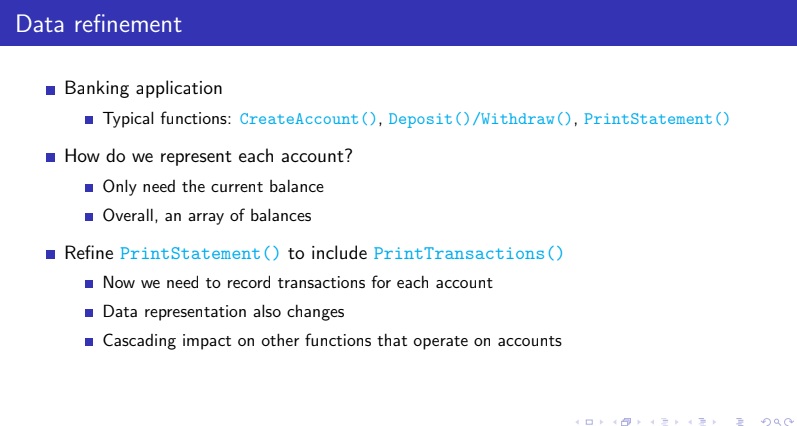 Data refinement
Banking application
Typical functions: CreateAccount(), Deposit()/Withdraw(), PrintStatement()
How do we represent each account?
Only need the current balance
Overall, an array of balances
Refine PrintStatement() to include PrintTransactions()
Now we need to record transactions for each account
Data representation also changes
Cascading impact on other functions that operate on accounts